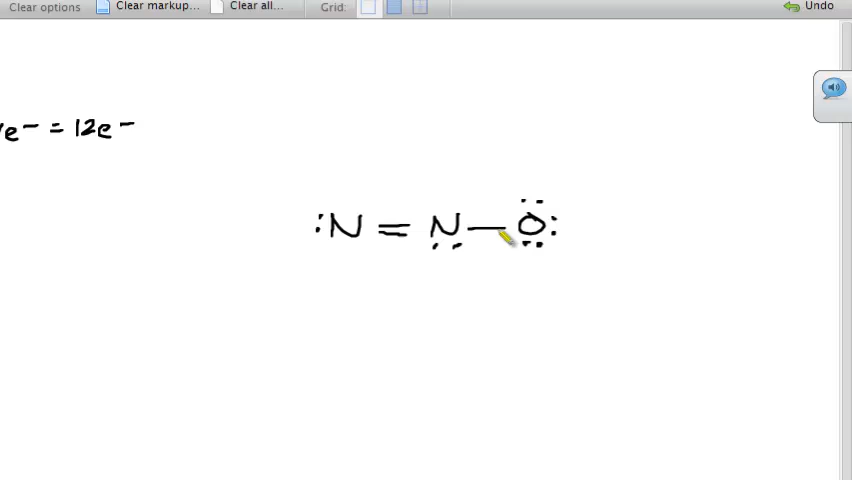 Clear options Clear markup... Clear all... Grid: Undo
e− = 12e−
:N = N — O: